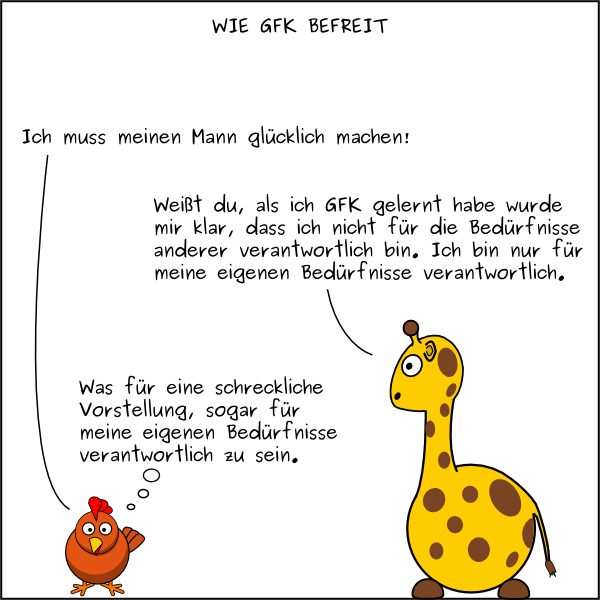 WIE GFK BEFREIT
Ich muss meinen Mann glücklich machen!
Weißt du, als ich GFK gelernt habe wurde
mir klar, dass ich nicht für die Bedürfnisse
anderer verantwortlich bin. Ich bin nur für
meine eigenen Bedürfnisse verantwortlich.
Was für eine schreckliche
Vorstellung, sogar für
meine eigenen Bedürfnisse
verantwortlich zu sein.